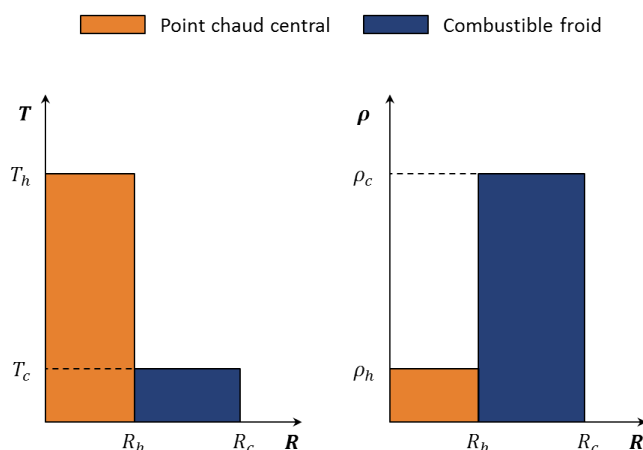 Point chaud central
Combustible froid
T
T_h
T_c
R_h
R_c
R
ρ
ρ_c
ρ_h
R_h
R_c
R